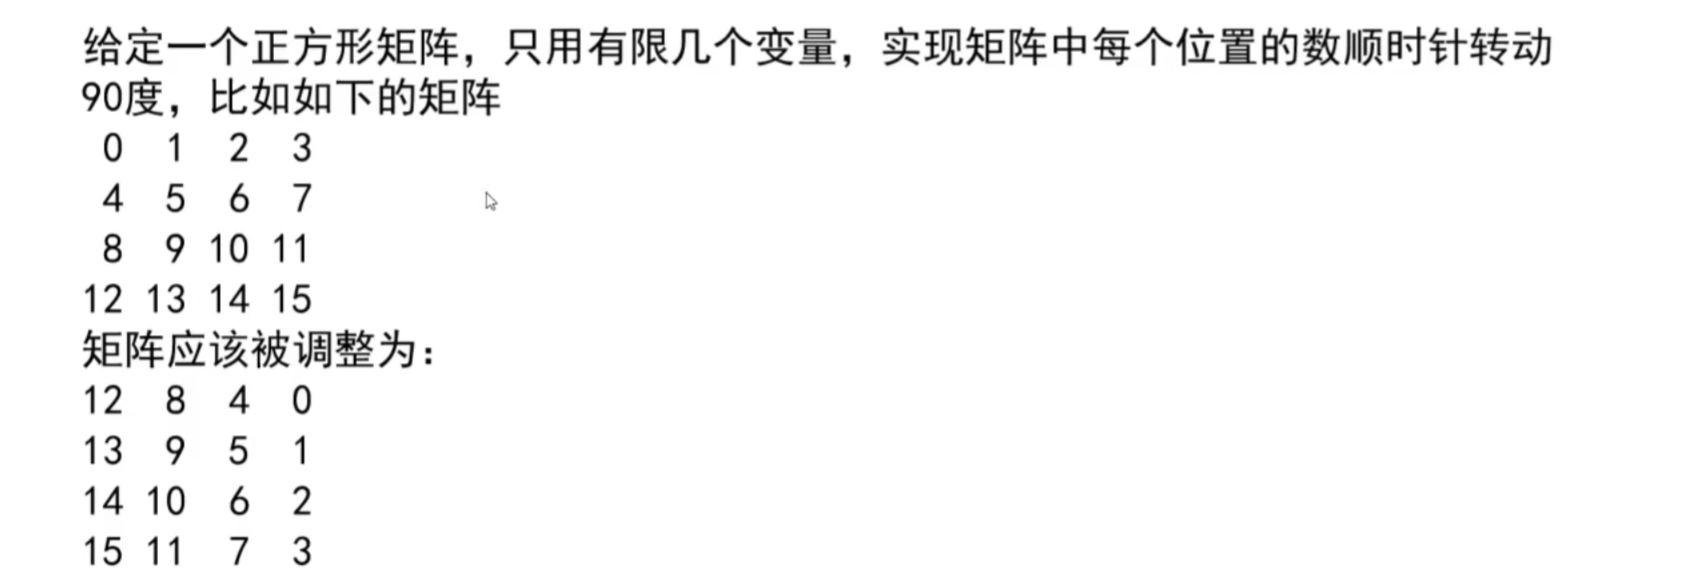 给定一个正方形矩阵，只用有限几个变量，实现矩阵中每个位置的数顺时针转动
90度，比如如下的矩阵
0 1 2 3
4 5 6 7
8 9 10 11
12 13 14 15
矩阵应该被调整为：
12 8 4 0
13 9 5 1
14 10 6 2
15 11 7 3